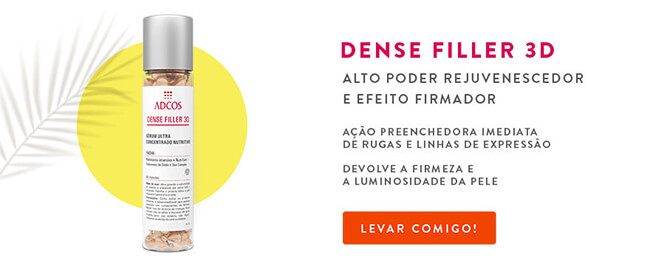 ADCOS
DENSE FILLER 3D
SÉRUM ULTRA
CONCENTRADO NUTRITIVO
FACIAL
DENSE FILLER 3D
ALTO PODER REJUVENESCEDOR
E EFEITO FIRMADOR
AÇÃO PREENCHEDORA IMEDIATA
DE RUGAS E LINHAS DE EXPRESSÃO
DEVOLVE A FIRMEZA E
A LUMINOSIDADE DA PELE
LEVAR COMIGO!